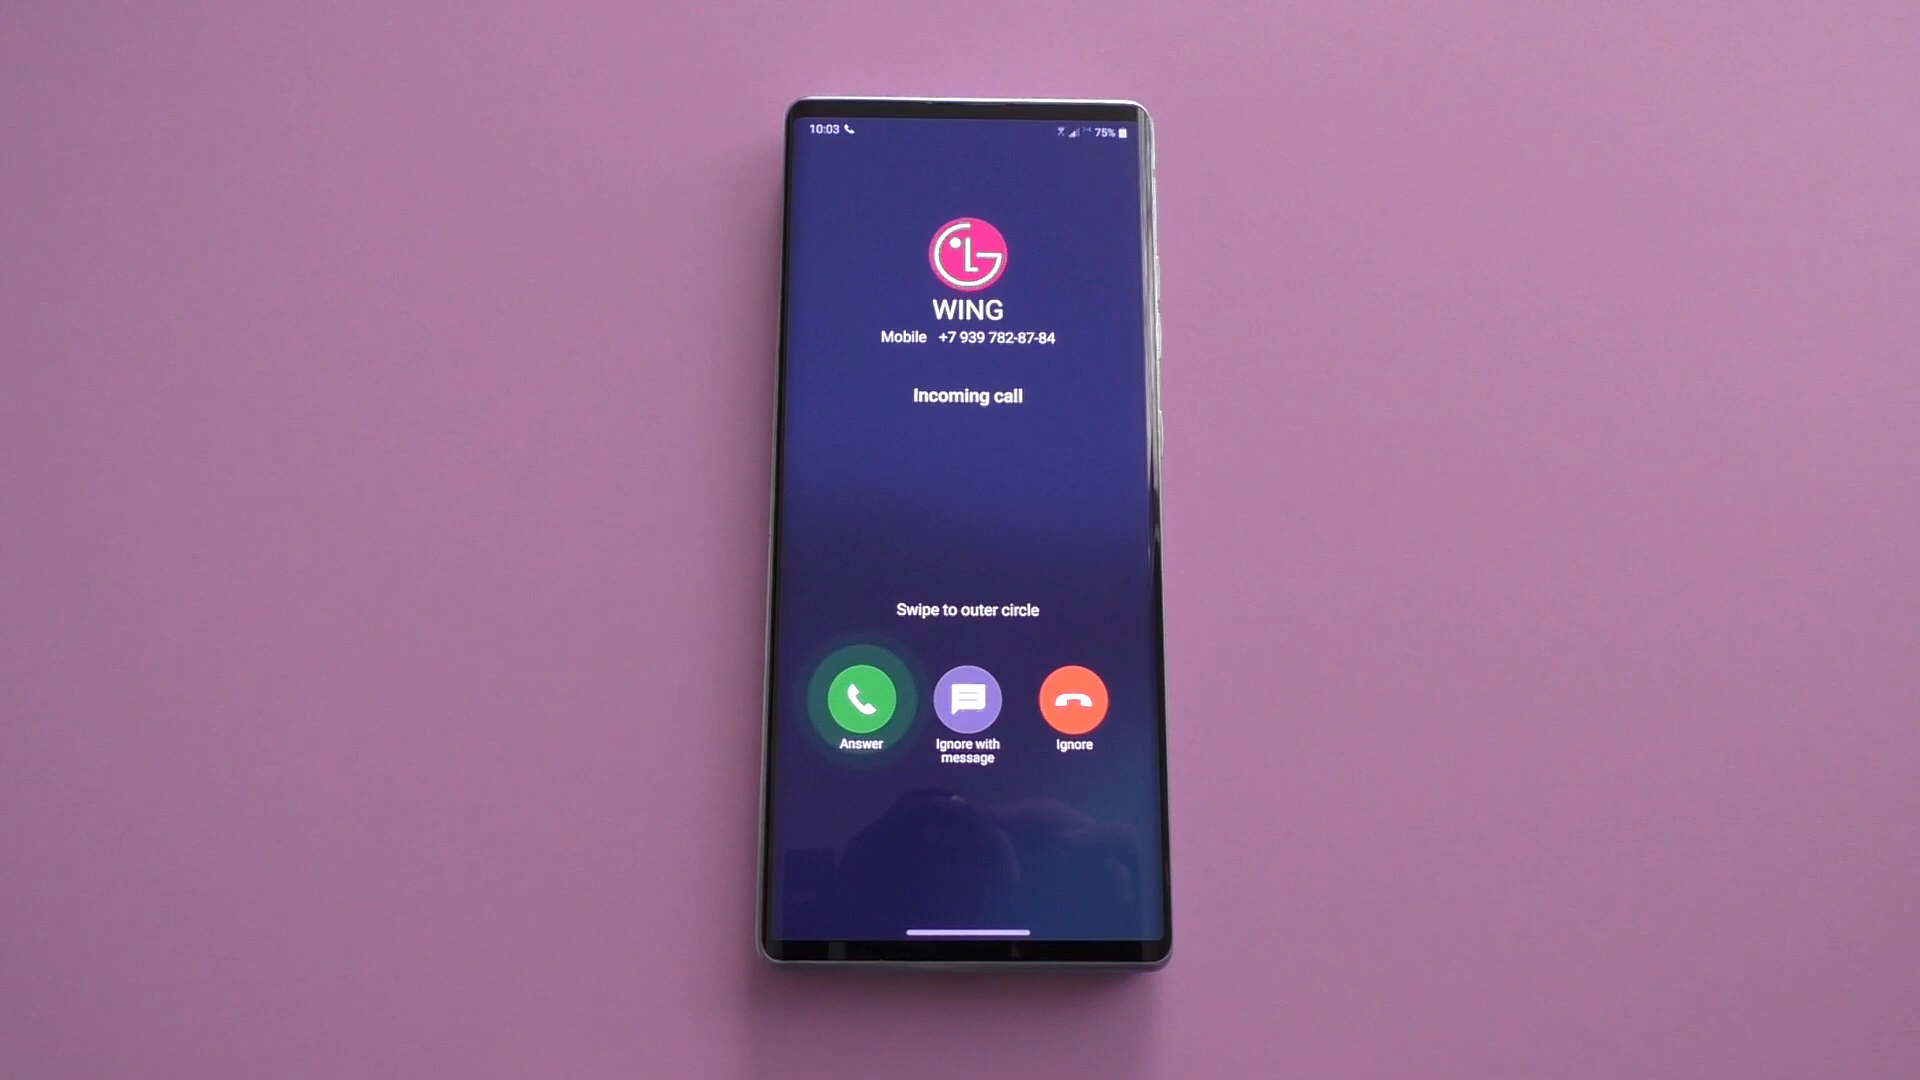 10:03 75%
LG
WING
Mobile +7 939 782-87-84
Incoming call
Swipe to outer circle
Answer Ignore with message Ignore